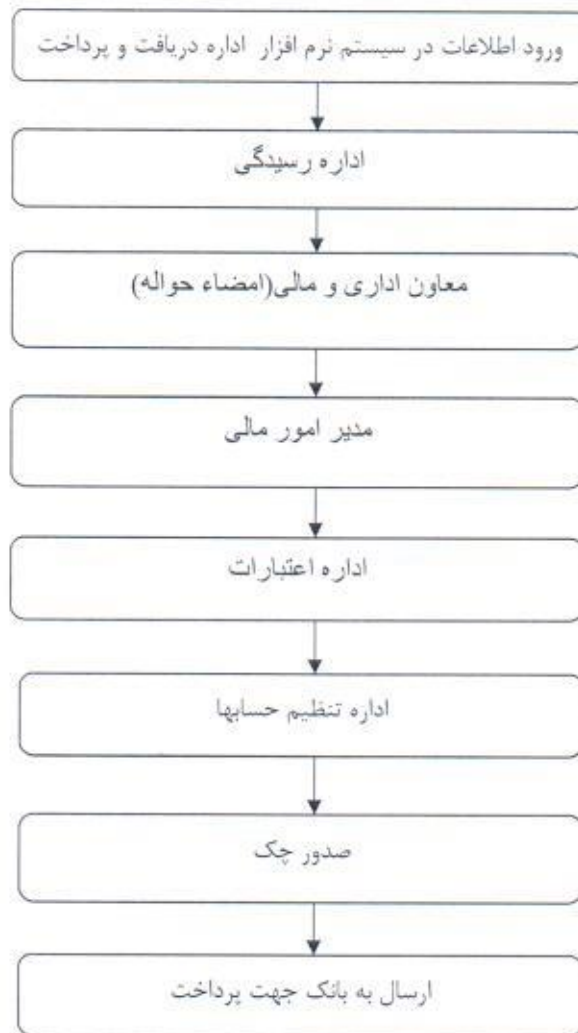 ورود اطلاعات در سیستم نرم افزار اداره دریافت و پرداخت
اداره رسیدگی
معاون اداری و مالی(امضاء حواله)
مدیر امور مالی
اداره اعتبارات
اداره تنظیم حسابها
صدور چک
ارسال به بانک جهت پرداخت